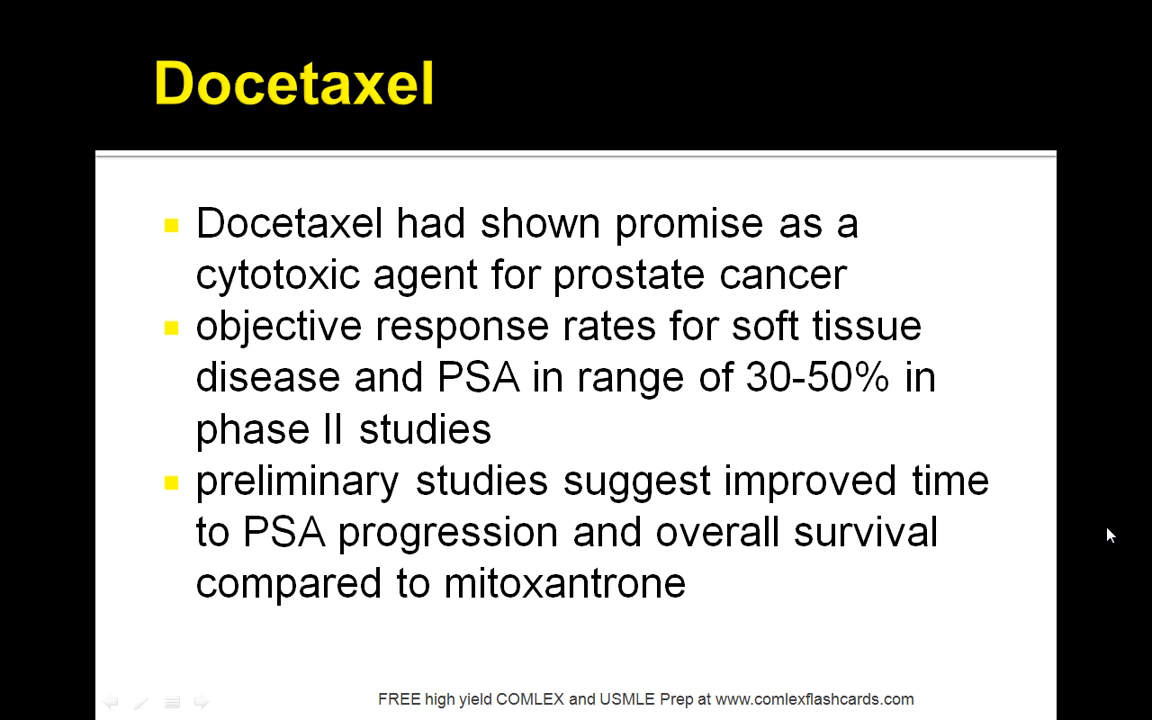 Docetaxel
Docetaxel had shown promise as a
cytotoxic agent for prostate cancer
objective response rates for soft tissue
disease and PSA in range of 30-50% in
phase II studies
preliminary studies suggest improved time
to PSA progression and overall survival
compared to mitoxantrone
FREE high yield COMLEX and USMLE Prep at www.comlexflashcards.com